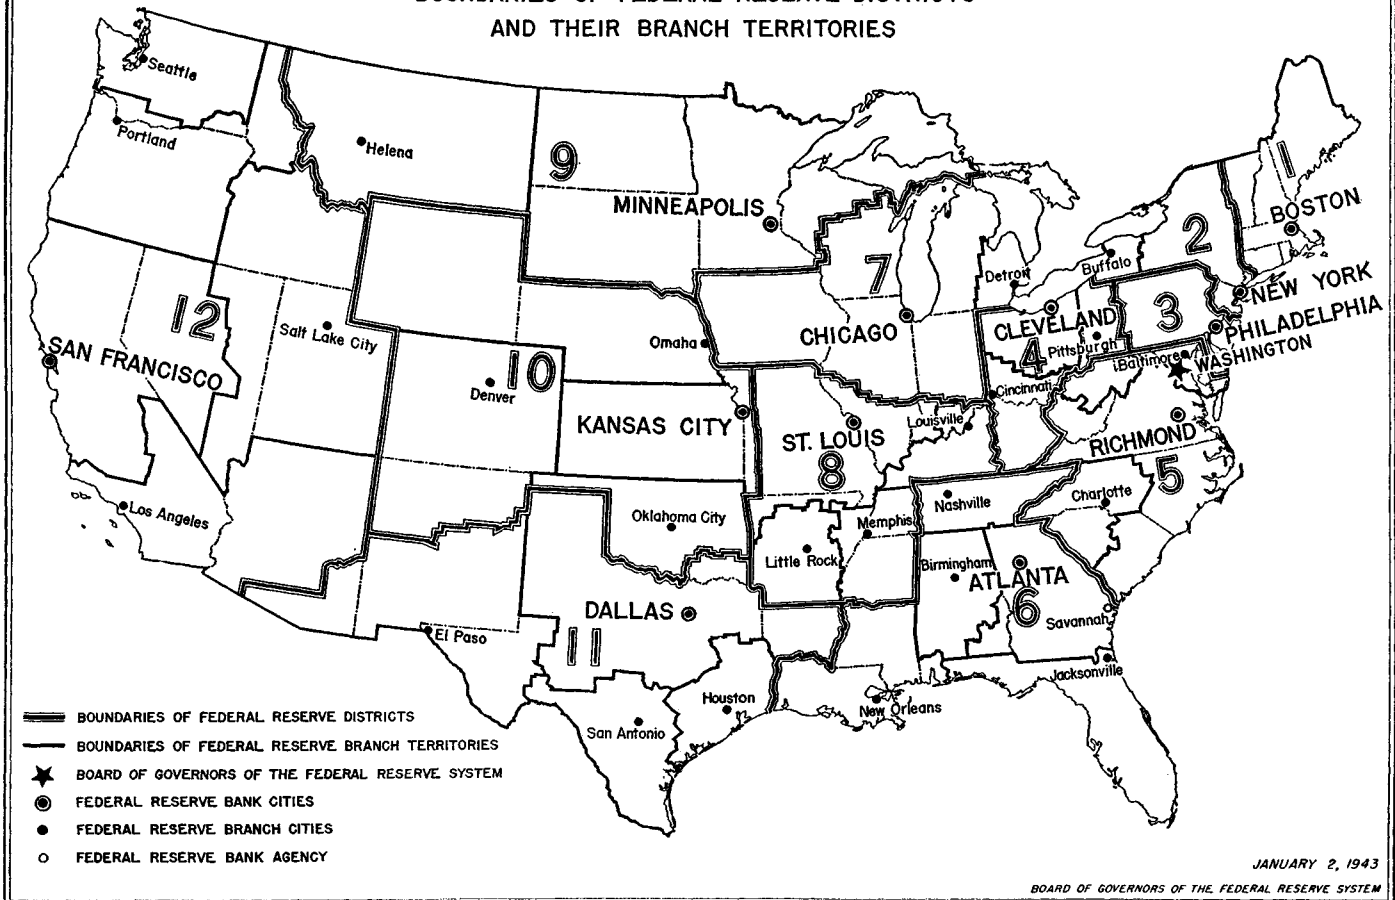 BOUNDARIES OF FEDERAL RESERVE DISTRICTS
AND THEIR BRANCH TERRITORIES
Seattle
Portland
Helena
9
MINNEAPOLIS
1
BOSTON
2
Buffalo
Detroit
7
NEW YORK
3
PHILADELPHIA
CLEVELAND
4
Pittsburgh
Baltimore
WASHINGTON
12
SAN FRANCISCO
Salt Lake City
Omaha
CHICAGO
10
Denver
Cincinnati
KANSAS CITY
ST. LOUIS
8
Louisville
RICHMOND
5
Los Angeles
Oklahoma City
Nashville
Charlotte
Memphis
Little Rock
Birmingham
ATLANTA
6
Savannah
DALLAS
11
El Paso
Jacksonville
Houston
New Orleans
San Antonio
BOUNDARIES OF FEDERAL RESERVE DISTRICTS
BOUNDARIES OF FEDERAL RESERVE BRANCH TERRITORIES
BOARD OF GOVERNORS OF THE FEDERAL RESERVE SYSTEM
FEDERAL RESERVE BANK CITIES
FEDERAL RESERVE BRANCH CITIES
FEDERAL RESERVE BANK AGENCY
JANUARY 2, 1943
BOARD OF GOVERNORS OF THE FEDERAL RESERVE SYSTEM